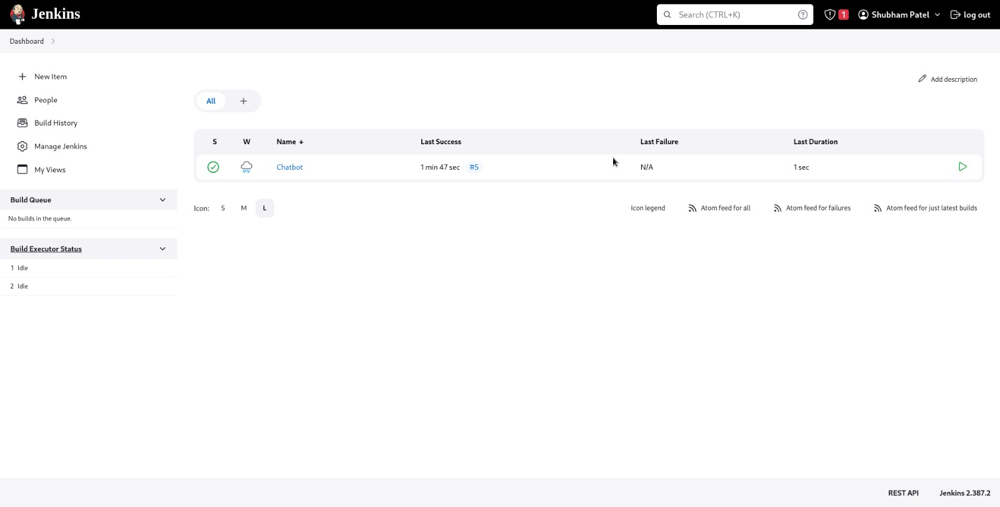 Jenkins
Search (CTRL+K)
1
Shubham Patel
log out
Dashboard
New Item
People
Build History
Manage Jenkins
My Views
Build Queue
No builds in the queue.
Build Executor Status
1 Idle
2 Idle
Add description
All +
S W Name ↓ Last Success Last Failure Last Duration
Chatbot 1 min 47 sec #5 N/A 1 sec
Icon: S M L
Icon legend Atom feed for all Atom feed for failures Atom feed for just latest builds
REST API Jenkins 2.387.2